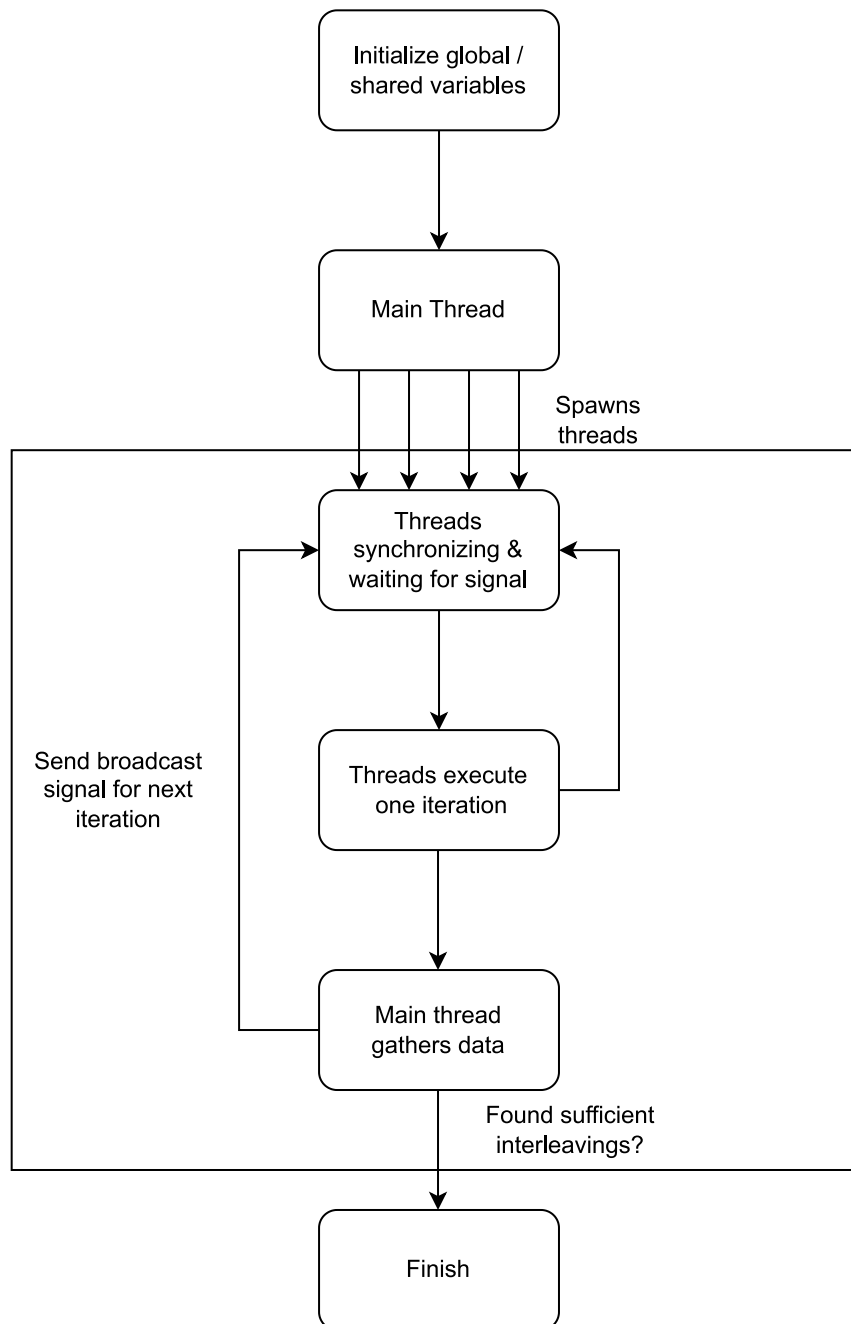 Initialize global /
shared variables
Main Thread
Spawns
threads
Threads
synchronizing &
waiting for signal
Send broadcast
signal for next
iteration
Threads execute
one iteration
Main thread
gathers data
Found sufficient
interleavings?
Finish